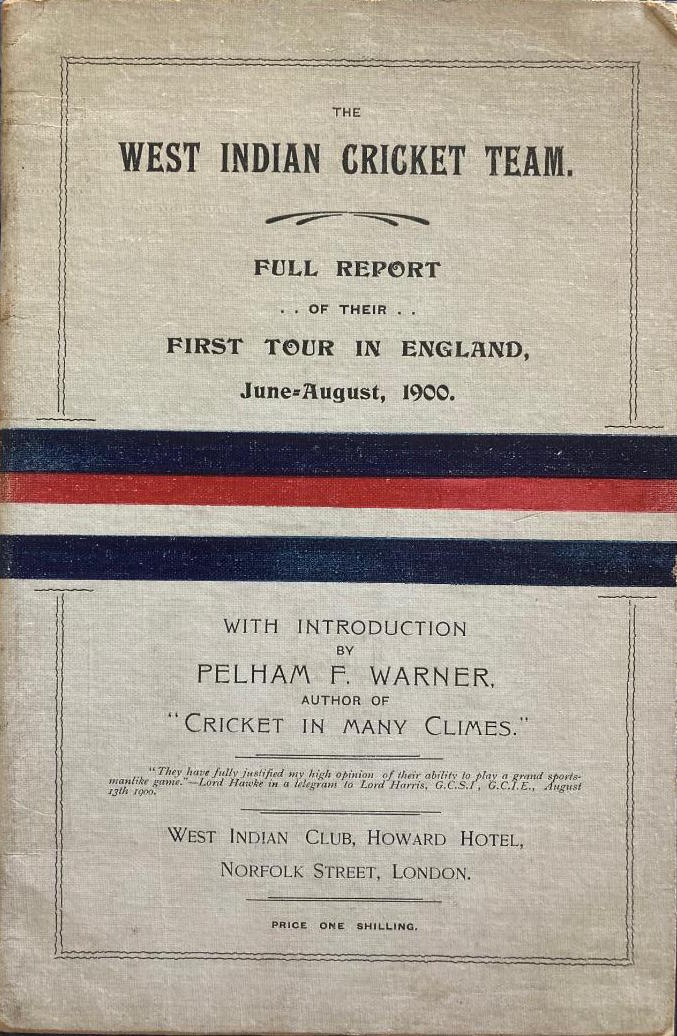 THE
WEST INDIAN CRICKET TEAM.
FULL REPORT
. . OF THEIR . .
FIRST TOUR IN ENGLAND,
June=August, 1900.
WITH INTRODUCTION
BY
PELHAM F. WARNER,
AUTHOR OF
"CRICKET IN MANY CLIMES."
"They have fully justified my high opinion of their ability to play a grand sports-
manlike game."—Lord Hawke in a telegram to Lord Harris, G.C.S.I, G.C.I.E., August
13th 1900.
WEST INDIAN CLUB, HOWARD HOTEL,
NORFOLK STREET, LONDON.
PRICE ONE SHILLING.